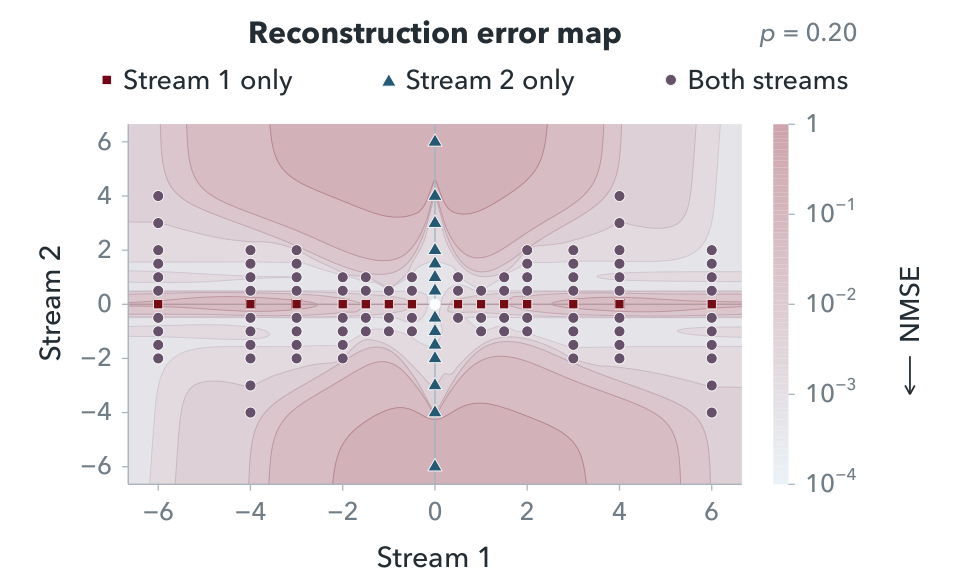 Reconstruction error map
p = 0.20
Stream 1 only
Stream 2 only
Both streams
6
4
2
0
−2
−4
−6
Stream 2
−6
−4
−2
0
2
4
6
Stream 1
1
10⁻¹
10⁻²
10⁻³
10⁻⁴
← NMSE